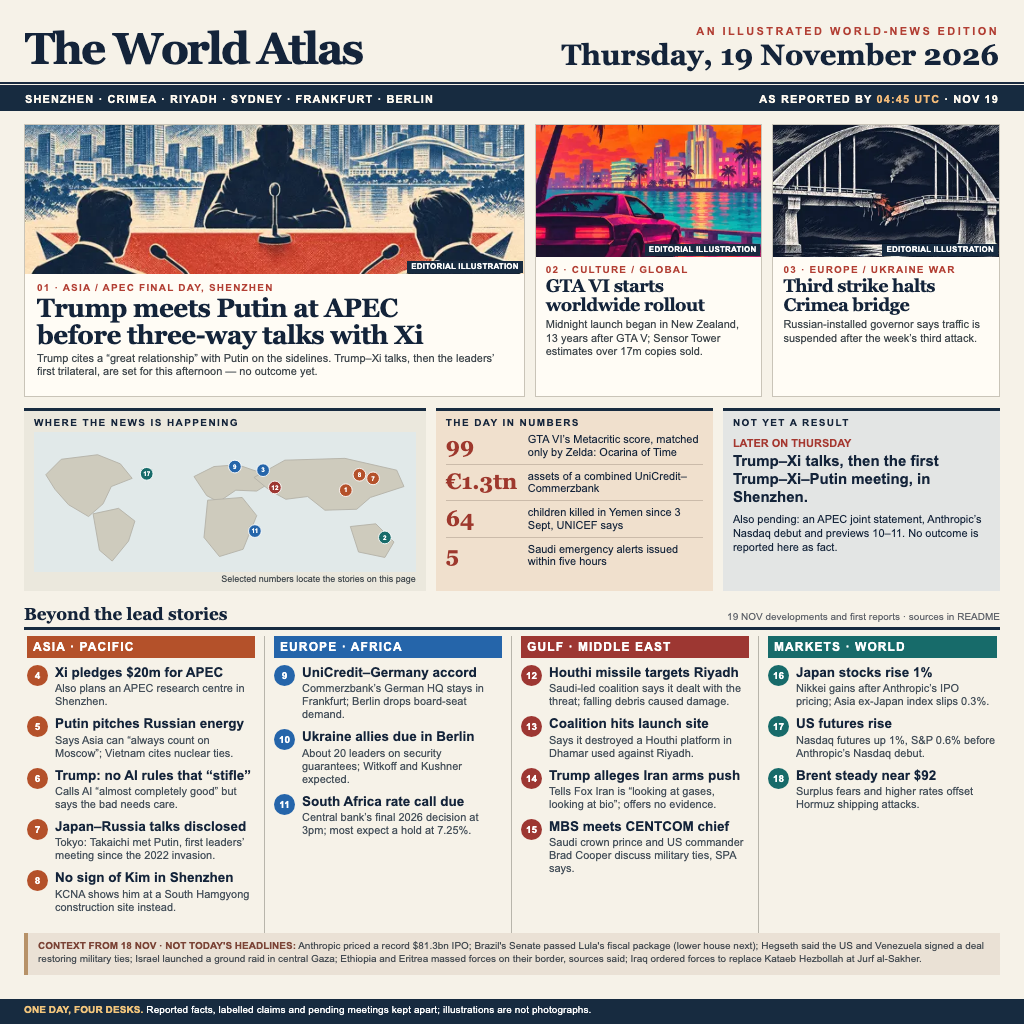 The World Atlas
AN ILLUSTRATED WORLD-NEWS EDITION
Thursday, 19 November 2026
SHENZHEN · CRIMEA · RIYADH · SYDNEY · FRANKFURT · BERLIN
AS REPORTED BY 04:45 UTC · NOV 19
EDITORIAL ILLUSTRATION
01 · ASIA / APEC FINAL DAY, SHENZHEN
Trump meets Putin at APEC
before three-way talks with Xi
Trump cites a “great relationship” with Putin on the sidelines. Trump–Xi talks, then the leaders’
first trilateral, are set for this afternoon — no outcome yet.
EDITORIAL ILLUSTRATION
02 · CULTURE / GLOBAL
GTA VI starts
worldwide rollout
Midnight launch began in New Zealand,
13 years after GTA V; Sensor Tower
estimates over 17m copies sold.
EDITORIAL ILLUSTRATION
03 · EUROPE / UKRAINE WAR
Third strike halts
Crimea bridge
Russian-installed governor says traffic is
suspended after the week’s third attack.
WHERE THE NEWS IS HAPPENING
17
9
3
12
8
7
1
11
2
Selected numbers locate the stories on this page
THE DAY IN NUMBERS
99
GTA VI’s Metacritic score, matched
only by Zelda: Ocarina of Time
€1.3tn
assets of a combined UniCredit–
Commerzbank
64
children killed in Yemen since 3
Sept, UNICEF says
5
Saudi emergency alerts issued
within five hours
NOT YET A RESULT
LATER ON THURSDAY
Trump–Xi talks, then the first
Trump–Xi–Putin meeting, in
Shenzhen.
Also pending: an APEC joint statement, Anthropic’s
Nasdaq debut and previews 10–11. No outcome is
reported here as fact.
Beyond the lead stories
19 NOV developments and first reports · sources in README
ASIA · PACIFIC
4
Xi pledges $20m for APEC
Also plans an APEC research centre in
Shenzhen.
5
Putin pitches Russian energy
Says Asia can “always count on
Moscow”; Vietnam cites nuclear ties.
6
Trump: no AI rules that “stifle”
Calls AI “almost completely good” but
says the bad needs care.
7
Japan–Russia talks disclosed
Tokyo: Takaichi met Putin, first leaders’
meeting since the 2022 invasion.
8
No sign of Kim in Shenzhen
KCNA shows him at a South Hamgyong
construction site instead.
EUROPE · AFRICA
9
UniCredit–Germany accord
Commerzbank’s German HQ stays in
Frankfurt; Berlin drops board-seat
demand.
10
Ukraine allies due in Berlin
About 20 leaders on security
guarantees; Witkoff and Kushner
expected.
11
South Africa rate call due
Central bank’s final 2026 decision at
3pm; most expect a hold at 7.25%.
GULF · MIDDLE EAST
12
Houthi missile targets Riyadh
Saudi-led coalition says it dealt with the
threat; falling debris caused damage.
13
Coalition hits launch site
Says it destroyed a Houthi platform in
Dhamar used against Riyadh.
14
Trump alleges Iran arms push
Tells Fox Iran is “looking at gases,
looking at bio”; offers no evidence.
15
MBS meets CENTCOM chief
Saudi crown prince and US commander
Brad Cooper discuss military ties, SPA
says.
MARKETS · WORLD
16
Japan stocks rise 1%
Nikkei gains after Anthropic’s IPO
pricing; Asia ex-Japan index slips 0.3%.
17
US futures rise
Nasdaq futures up 1%, S&P 0.6% before
Anthropic’s Nasdaq debut.
18
Brent steady near $92
Surplus fears and higher rates offset
Hormuz shipping attacks.
CONTEXT FROM 18 NOV · NOT TODAY'S HEADLINES: Anthropic priced a record $81.3bn IPO; Brazil's Senate passed Lula's fiscal package (lower house next); Hegseth said the US and Venezuela signed a deal
restoring military ties; Israel launched a ground raid in central Gaza; Ethiopia and Eritrea massed forces on their border, sources said; Iraq ordered forces to replace Kataeb Hezbollah at Jurf al-Sakher.
ONE DAY, FOUR DESKS. Reported facts, labelled claims and pending meetings kept apart; illustrations are not photographs.